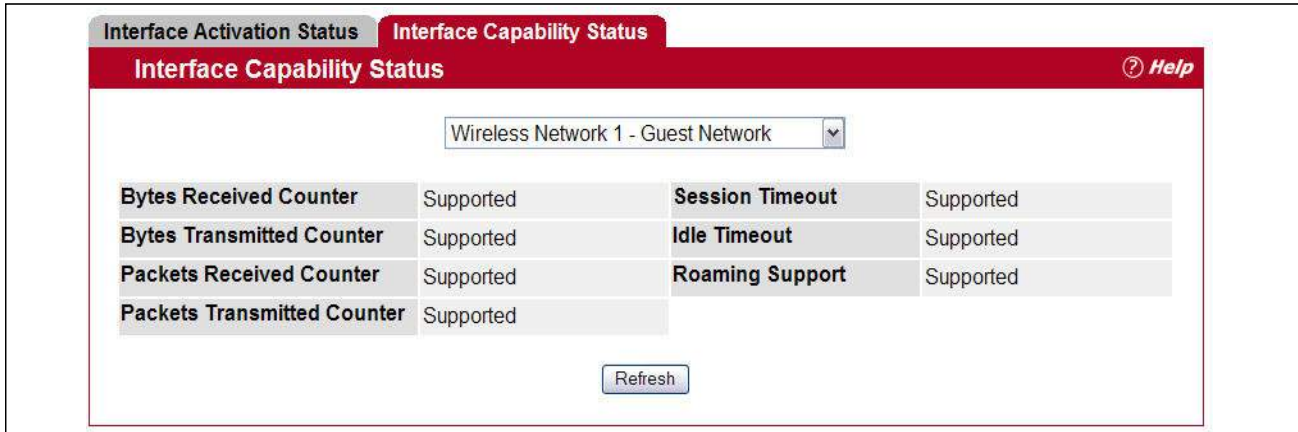 Interface Activation Status Interface Capability Status
Interface Capability Status ? Help
Wireless Network 1 - Guest Network
Bytes Received Counter Supported Session Timeout Supported
Bytes Transmitted Counter Supported Idle Timeout Supported
Packets Received Counter Supported Roaming Support Supported
Packets Transmitted Counter Supported
Refresh